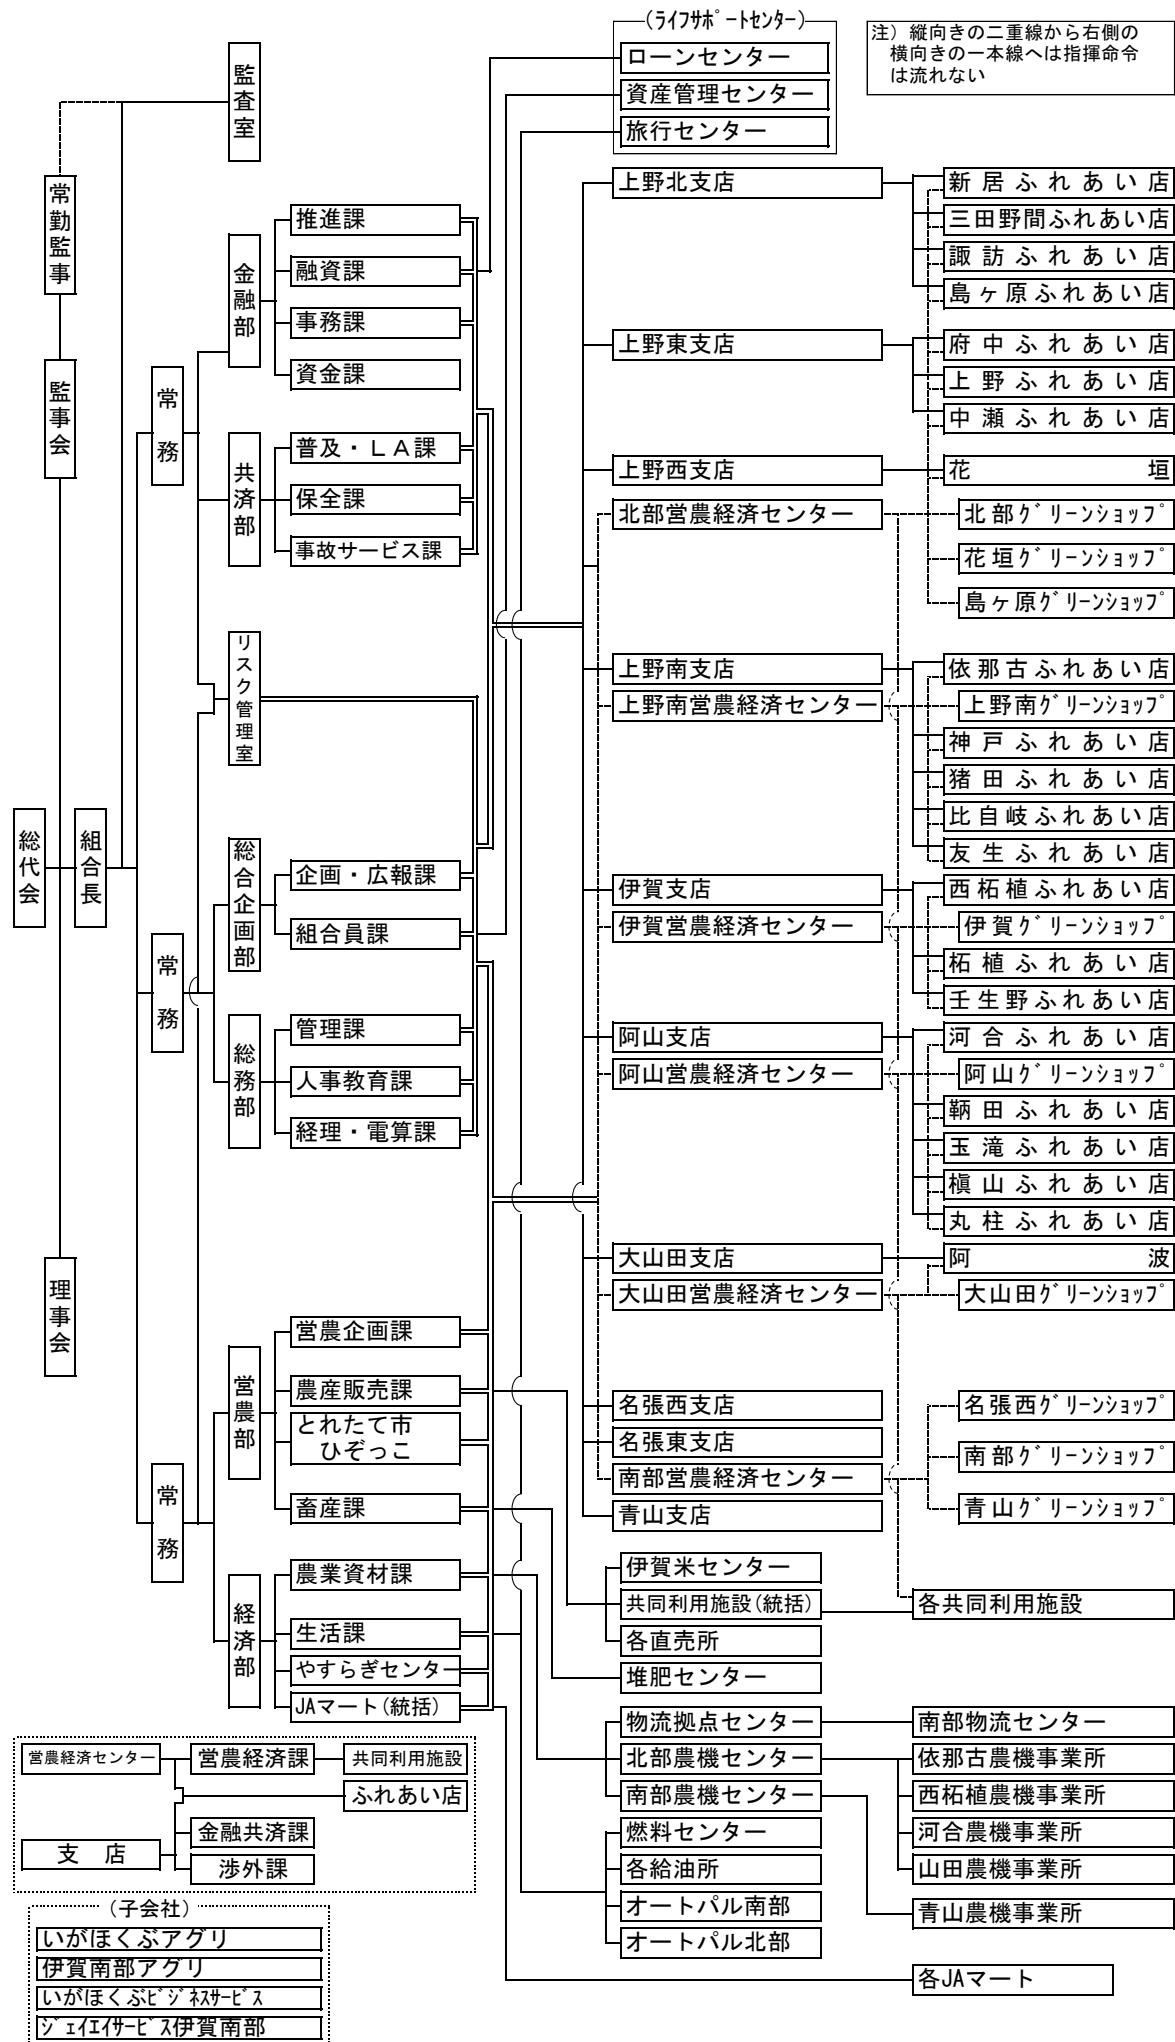 (ライフサポートセンター)
ローンセンター
資産管理センター
旅行センター
注）縦向きの二重線から右側の
横向きの一本線へは指揮命令
は流れない
監査室
常勤監事
監事会
総代会
組合長
理事会
常務
常務
常務
金融部
推進課
融資課
事務課
資金課
共済部
普及・ＬＡ課
保全課
事故サービス課
リスク管理室
総合企画部
企画・広報課
組合員課
総務部
管理課
人事教育課
経理・電算課
営農部
営農企画課
農産販売課
とれたて市
ひぞっこ
畜産課
経済部
農業資材課
生活課
やすらぎセンター
JAマート(統括)
上野北支店
新居ふれあい店
三田野間ふれあい店
諏訪ふれあい店
島ヶ原ふれあい店
上野東支店
府中ふれあい店
上野ふれあい店
中瀬ふれあい店
上野西支店
花垣
北部営農経済センター
北部グリーンショップ
花垣グリーンショップ
島ヶ原グリーンショップ
上野南支店
依那古ふれあい店
上野南営農経済センター
上野南グリーンショップ
神戸ふれあい店
猪田ふれあい店
比自岐ふれあい店
友生ふれあい店
伊賀支店
西柘植ふれあい店
伊賀営農経済センター
伊賀グリーンショップ
柘植ふれあい店
壬生野ふれあい店
阿山支店
河合ふれあい店
阿山営農経済センター
阿山グリーンショップ
鞆田ふれあい店
玉滝ふれあい店
槇山ふれあい店
丸柱ふれあい店
大山田支店
阿波
大山田営農経済センター
大山田グリーンショップ
名張西支店
名張西グリーンショップ
名張東支店
南部グリーンショップ
南部営農経済センター
青山支店
青山グリーンショップ
伊賀米センター
共同利用施設(統括)
各共同利用施設
各直売所
堆肥センター
物流拠点センター
南部物流センター
北部農機センター
依那古農機事業所
南部農機センター
西柘植農機事業所
燃料センター
河合農機事業所
各給油所
山田農機事業所
オートパル南部
青山農機事業所
オートパル北部
各JAマート
営農経済センター
営農経済課
共同利用施設
ふれあい店
金融共済課
支店
渉外課
(子会社)
いがほくぶアグリ
伊賀南部アグリ
いがほくぶビジネスサービス
ジェイエイサービス伊賀南部